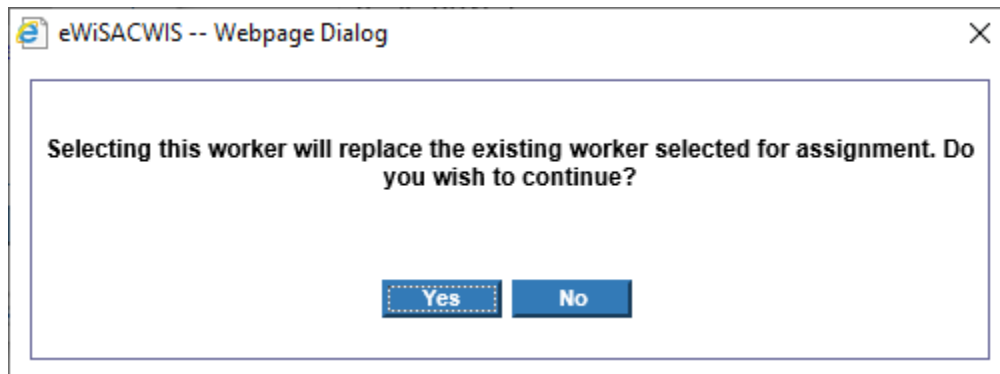 eWiSACWIS -- Webpage Dialog
Selecting this worker will replace the existing worker selected for assignment. Do
you wish to continue?
Yes No